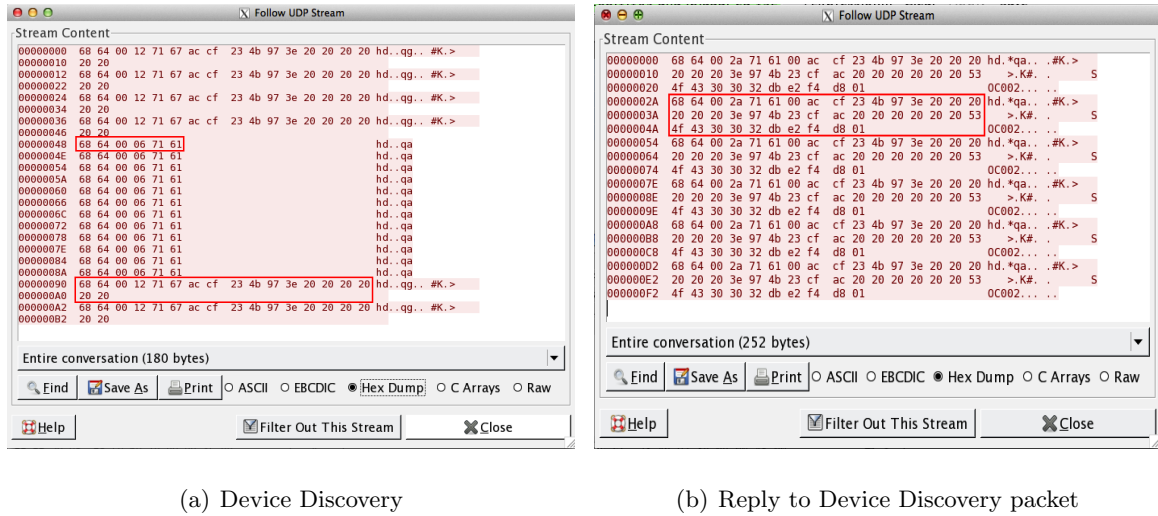 Follow UDP Stream
Stream Content
00000000 68 64 00 12 71 67 ac cf 23 4b 97 3e 20 20 20 20 hd..qg.. #K.>
00000010 20 20
00000012 68 64 00 12 71 67 ac cf 23 4b 97 3e 20 20 20 20 hd..qg.. #K.>
00000022 20 20
00000024 68 64 00 12 71 67 ac cf 23 4b 97 3e 20 20 20 20 hd..qg.. #K.>
00000034 20 20
00000036 68 64 00 12 71 67 ac cf 23 4b 97 3e 20 20 20 20 hd..qg.. #K.>
00000046 20 20
00000048 68 64 00 06 71 61 hd..qa
0000004E 68 64 00 06 71 61 hd..qa
00000054 68 64 00 06 71 61 hd..qa
0000005A 68 64 00 06 71 61 hd..qa
00000060 68 64 00 06 71 61 hd..qa
00000066 68 64 00 06 71 61 hd..qa
0000006C 68 64 00 06 71 61 hd..qa
00000072 68 64 00 06 71 61 hd..qa
00000078 68 64 00 06 71 61 hd..qa
0000007E 68 64 00 06 71 61 hd..qa
00000084 68 64 00 06 71 61 hd..qa
0000008A 68 64 00 06 71 61 hd..qa
00000090 68 64 00 12 71 67 ac cf 23 4b 97 3e 20 20 20 20 hd..qg.. #K.>
000000A0 20 20
000000A2 68 64 00 12 71 67 ac cf 23 4b 97 3e 20 20 20 20 hd..qg.. #K.>
000000B2 20 20
Entire conversation (180 bytes)
Find Save As Print ASCII EBCDIC Hex Dump C Arrays Raw
Help Filter Out This Stream Close
(a) Device Discovery
Follow UDP Stream
Stream Content
00000000 68 64 00 2a 71 61 00 ac cf 23 4b 97 3e 20 20 20 hd.*qa.. .#K.>
00000010 20 20 20 3e 97 4b 23 cf ac 20 20 20 20 20 20 53 >.K#. . S
00000020 4f 43 30 30 32 db e2 f4 d8 01 OC002... ..
0000002A 68 64 00 2a 71 61 00 ac cf 23 4b 97 3e 20 20 20 hd.*qa.. .#K.>
0000003A 20 20 20 3e 97 4b 23 cf ac 20 20 20 20 20 20 53 >.K#. . S
0000004A 4f 43 30 30 32 db e2 f4 d8 01 OC002... ..
00000054 68 64 00 2a 71 61 00 ac cf 23 4b 97 3e 20 20 20 hd.*qa.. .#K.>
00000064 20 20 20 3e 97 4b 23 cf ac 20 20 20 20 20 20 53 >.K#. . S
00000074 4f 43 30 30 32 db e2 f4 d8 01 OC002... ..
0000007E 68 64 00 2a 71 61 00 ac cf 23 4b 97 3e 20 20 20 hd.*qa.. .#K.>
0000008E 20 20 20 3e 97 4b 23 cf ac 20 20 20 20 20 20 53 >.K#. . S
0000009E 4f 43 30 30 32 db e2 f4 d8 01 OC002... ..
000000A8 68 64 00 2a 71 61 00 ac cf 23 4b 97 3e 20 20 20 hd.*qa.. .#K.>
000000B8 20 20 20 3e 97 4b 23 cf ac 20 20 20 20 20 20 53 >.K#. . S
000000C8 4f 43 30 30 32 db e2 f4 d8 01 OC002... ..
000000D2 68 64 00 2a 71 61 00 ac cf 23 4b 97 3e 20 20 20 hd.*qa.. .#K.>
000000E2 20 20 20 3e 97 4b 23 cf ac 20 20 20 20 20 20 53 >.K#. . S
000000F2 4f 43 30 30 32 db e2 f4 d8 01 OC002... ..
Entire conversation (252 bytes)
Find Save As Print ASCII EBCDIC Hex Dump C Arrays Raw
Help Filter Out This Stream Close
(b) Reply to Device Discovery packet